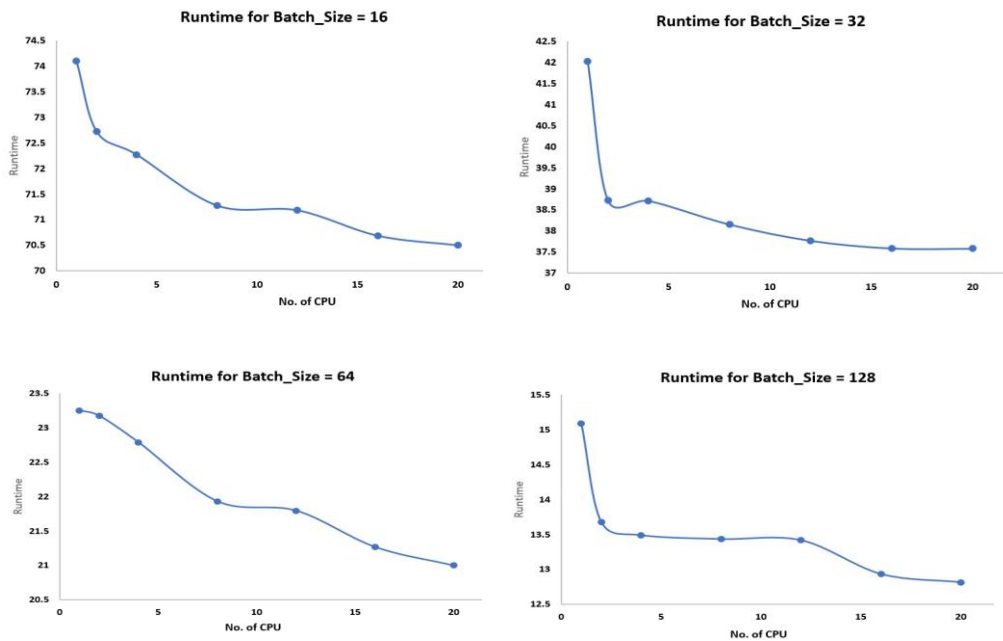 Runtime for Batch_Size = 16
74.5
74
73.5
73
72.5
72
71.5
71
70.5
70
Runtime
0 5 10 15 20
No. of CPU
Runtime for Batch_Size = 32
42.5
42
41.5
41
40.5
40
39.5
39
38.5
38
37.5
37
Runtime
0 5 10 15 20
No. of CPU
Runtime for Batch_Size = 64
23.5
23
22.5
22
21.5
21
20.5
Runtime
0 5 10 15 20
No. of CPU
Runtime for Batch_Size = 128
15.5
15
14.5
14
13.5
13
12.5
Runtime
0 5 10 15 20
No. of CPU